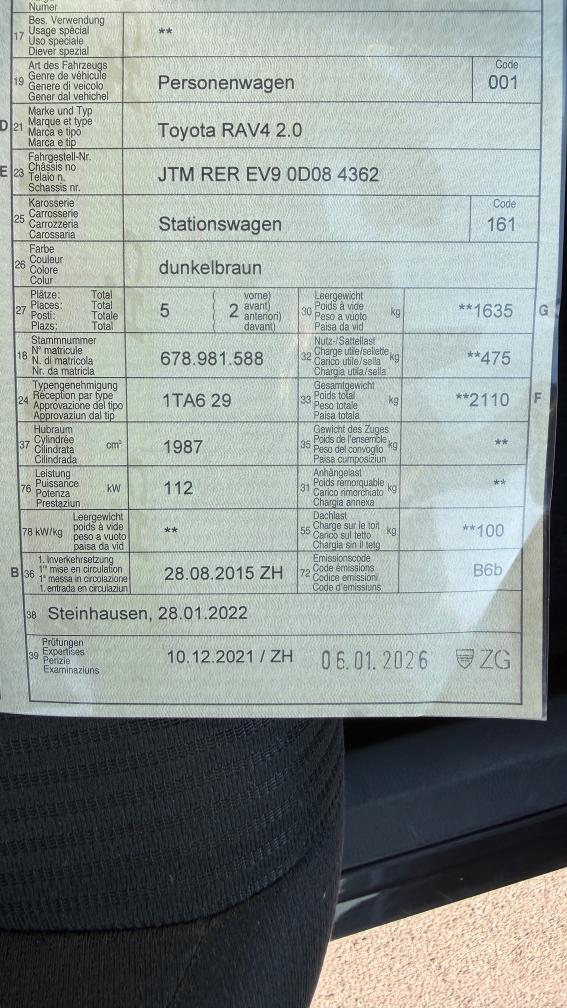 Numer
17 Bes. Verwendung
Usage spécial
Uso speciale
Diever spezial
**
19 Art des Fahrzeugs
Genre de véhicule
Genere di veicolo
Gener dal vehichel
Personenwagen
Code
001
D 21 Marke und Typ
Marque et type
Marca e tipo
Marca e tip
Toyota RAV4 2.0
E 23 Fahrgestell-Nr.
Châssis no
Telaio n.
Schassis nr.
JTM RER EV9 0D08 4362
25 Karosserie
Carrosserie
Carrozzeria
Carossaria
Stationswagen
Code
161
26 Farbe
Couleur
Colore
Colur
dunkelbraun
27 Plätze: Total
Places: Total
Posti: Totale
Plazs: Total
5 ( 2 vorne)
avant)
anteriori)
davant)
30 Leergewicht
Poids à vide
Peso a vuoto
Paisa da vid
kg
**1635 G
18 Stammnummer
N° matricule
N. di matricola
Nr. da matricla
678.981.588
32 Nutz-/Sattellast
Charge utile/sellette
Carico utile/sella
Chargia utila/sella
kg
**475
24 Typengenehmigung
Réception par type
Approvazione del tipo
Approvaziun dal tip
1TA6 29
33 Gesamtgewicht
Poids total
Peso totale
Paisa totala
kg
**2110 F
37 Hubraum
Cylindrée
Cilindrata
Cilindrada
cm³
1987
35 Gewicht des Zuges
Poids de l'ensemble
Peso del convoglio
Paisa cumposiziun
kg
**
76 Leistung
Puissance
Potenza
Prestaziun
kW
112
31 Anhängelast
Poids remorquable
Carico rimorchiato
Chargia annexa
kg
**
78 kW/kg Leergewicht
poids à vide
peso a vuoto
paisa da vid
**
55 Dachlast
Charge sur le toit
Carico sul tetto
Chargia sin il tetg
kg
**100
B 36 1. Inverkehrsetzung
1re mise en circulation
1a messa in circolazione
1. entrada en circulaziun
28.08.2015 ZH
72 Emissionscode
Code émissions
Codice emissioni
Code d'emissiuns
B6b
38 Steinhausen, 28.01.2022
39 Prüfungen
Expertises
Perizie
Examinaziuns
10.12.2021 / ZH 06.01.2026 ZG